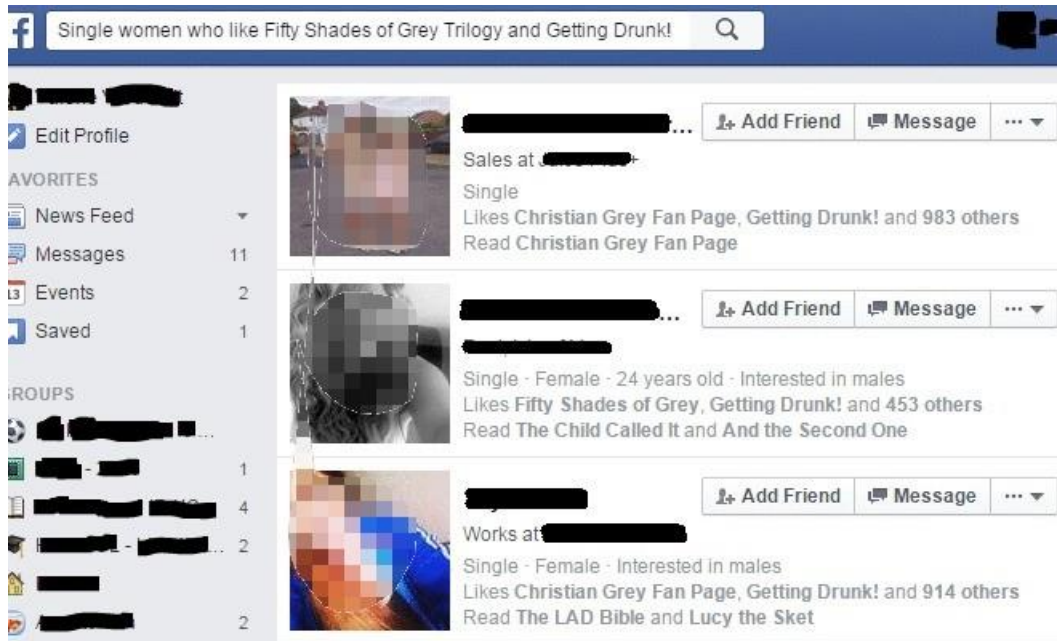 f
Single women who like Fifty Shades of Grey Trilogy and Getting Drunk!
Edit Profile
AVORITES
News Feed
Messages 11
13 Events 2
Saved 1
ROUPS
-
1
4
- ... 2
2
...
Add Friend
Message
...
Sales at
Single
Likes Christian Grey Fan Page, Getting Drunk! and 983 others
Read Christian Grey Fan Page
...
Add Friend
Message
...
Single · Female · 24 years old · Interested in males
Likes Fifty Shades of Grey, Getting Drunk! and 453 others
Read The Child Called It and And the Second One
Add Friend
Message
...
Works at
Single · Female · Interested in males
Likes Christian Grey Fan Page, Getting Drunk! and 914 others
Read The LAD Bible and Lucy the Sket